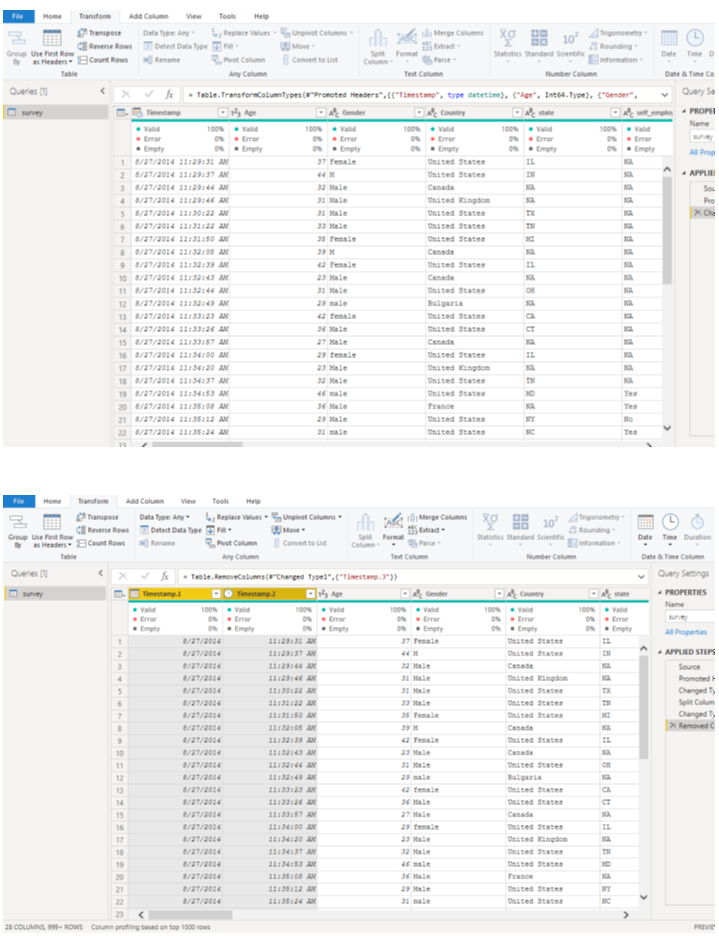 File Home Transform Add Column View Tools Help
Transpose Data Type: Any Replace Values Unpivot Columns Merge Columns Trigonometry
Reverse Rows Detect Data Type Fill Move Extract Rounding
Group By Use First Row as Headers Count Rows Rename Pivot Column Convert to List Split Column Format Parse Statistics Standard Scientific Information Date Time
Table Any Column Text Column Number Column Date & Time Co
Queries [1] = Table.TransformColumnTypes(#"Promoted Headers",{{"Timestamp", type datetime}, {"Age", Int64.Type}, {"Gender", Query Se
survey Timestamp Age Gender Country state self_employ
PROPER
Name
survey
All Prop
APPLIE
Sou
Pro
Cha
Valid 100% Valid 100% Valid 100% Valid 100% Valid 100% Valid
Error 0% Error 0% Error 0% Error 0% Error 0% Error
Empty 0% Empty 0% Empty 0% Empty 0% Empty 0% Empty
1 8/27/2014 11:29:31 AM 37 Female United States IL NA
2 8/27/2014 11:29:37 AM 44 M United States IN NA
3 8/27/2014 11:29:44 AM 32 Male Canada NA NA
4 8/27/2014 11:29:46 AM 31 Male United Kingdom NA NA
5 8/27/2014 11:30:22 AM 31 Male United States TX NA
6 8/27/2014 11:31:22 AM 33 Male United States TN NA
7 8/27/2014 11:31:50 AM 35 Female United States MI NA
8 8/27/2014 11:32:05 AM 39 M Canada NA NA
9 8/27/2014 11:32:39 AM 42 Female United States IL NA
10 8/27/2014 11:32:43 AM 23 Male Canada NA NA
11 8/27/2014 11:32:44 AM 31 Male United States OH NA
12 8/27/2014 11:32:49 AM 29 male Bulgaria NA NA
13 8/27/2014 11:33:23 AM 42 female United States CA NA
14 8/27/2014 11:33:26 AM 36 Male United States CT NA
15 8/27/2014 11:33:57 AM 27 Male Canada NA NA
16 8/27/2014 11:34:00 AM 29 female United States IL NA
17 8/27/2014 11:34:20 AM 23 Male United Kingdom NA NA
18 8/27/2014 11:34:37 AM 32 Male United States TN NA
19 8/27/2014 11:34:53 AM 46 male United States MD Yes
20 8/27/2014 11:35:08 AM 36 Male France NA Yes
21 8/27/2014 11:35:12 AM 29 Male United States NY No
22 8/27/2014 11:35:24 AM 31 male United States NC Yes
23
File Home Transform Add Column View Tools Help
Transpose Data Type: Any Replace Values Unpivot Columns Merge Columns Trigonometry
Reverse Rows Detect Data Type Fill Move Extract Rounding
Group By Use First Row as Headers Count Rows Rename Pivot Column Convert to List Split Column Format Parse Statistics Standard Scientific Information Date Time Duration
Table Any Column Text Column Number Column Date & Time Column
Queries [1] = Table.RemoveColumns(#"Changed Type1",{"Timestamp.3"}) Query Settings
survey Timestamp.1 Timestamp.2 Age Gender Country state
PROPERTIES
Name
survey
All Properties
APPLIED STEPS
Source
Promoted H
Changed Ty
Split Colum
Changed Ty
Removed C
Valid 100% Valid 100% Valid 100% Valid 100% Valid 100% Valid
Error 0% Error 0% Error 0% Error 0% Error 0% Error
Empty 0% Empty 0% Empty 0% Empty 0% Empty 0% Empty
1 8/27/2014 11:29:31 AM 37 Female United States IL
2 8/27/2014 11:29:37 AM 44 M United States IN
3 8/27/2014 11:29:44 AM 32 Male Canada NA
4 8/27/2014 11:29:46 AM 31 Male United Kingdom NA
5 8/27/2014 11:30:22 AM 31 Male United States TX
6 8/27/2014 11:31:22 AM 33 Male United States TN
7 8/27/2014 11:31:50 AM 35 Female United States MI
8 8/27/2014 11:32:05 AM 39 M Canada NA
9 8/27/2014 11:32:39 AM 42 Female United States IL
10 8/27/2014 11:32:43 AM 23 Male Canada NA
11 8/27/2014 11:32:44 AM 31 Male United States OH
12 8/27/2014 11:32:49 AM 29 male Bulgaria NA
13 8/27/2014 11:33:23 AM 42 female United States CA
14 8/27/2014 11:33:26 AM 36 Male United States CT
15 8/27/2014 11:33:57 AM 27 Male Canada NA
16 8/27/2014 11:34:00 AM 29 female United States IL
17 8/27/2014 11:34:20 AM 23 Male United Kingdom NA
18 8/27/2014 11:34:37 AM 32 Male United States TN
19 8/27/2014 11:34:53 AM 46 male United States MD
20 8/27/2014 11:35:08 AM 36 Male France NA
21 8/27/2014 11:35:12 AM 29 Male United States NY
22 8/27/2014 11:35:24 AM 31 male United States NC
23
28 COLUMNS, 999+ ROWS Column profiling based on top 1000 rows PREVIE